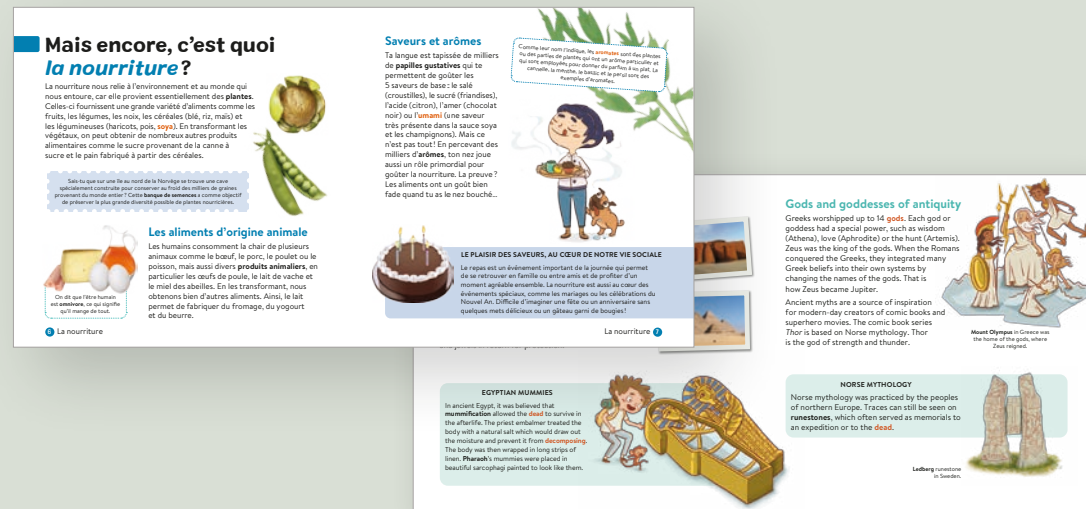 Mais encore, c'est quoi
la nourriture ?
La nourriture nous relie à l'environnement et au monde qui
nous entoure, car elle provient essentiellement des plantes.
Celles-ci fournissent une grande variété d'aliments comme les
fruits, les légumes, les noix, les céréales (blé, riz, maïs) et
les légumineuses (haricots, pois, soya). En transformant les
végétaux, on peut obtenir de nombreux autres produits
alimentaires comme le sucre provenant de la canne à
sucre et le pain fabriqué à partir des céréales.
Sais-tu que sur une île au nord de la Norvège se trouve une cave
spécialement construite pour conserver au froid des milliers de graines
provenant du monde entier ? Cette banque de semences a comme objectif
de préserver la plus grande diversité possible de plantes nourricières.
Les aliments d'origine animale
Les humains consomment la chair de plusieurs
animaux comme le bœuf, le porc, le poulet ou le
poisson, mais aussi divers produits animaliers, en
particulier les œufs de poule, le lait de vache et
le miel des abeilles. En les transformant, nous
obtenons bien d'autres aliments. Ainsi, le lait
permet de fabriquer du fromage, du yogourt
et du beurre.
On dit que l'être humain
est omnivore, ce qui signifie
qu'il mange de tout.
6 La nourriture
Saveurs et arômes
Ta langue est tapissée de milliers
de papilles gustatives qui te
permettent de goûter les
5 saveurs de base : le salé
(croustilles), le sucré (friandises),
l'acide (citron), l'amer (chocolat
noir) ou l'umami (une saveur
très présente dans la sauce soya
et les champignons). Mais ce
n'est pas tout ! En percevant des
milliers d'arômes, ton nez joue
aussi un rôle primordial pour
goûter la nourriture. La preuve ?
Les aliments ont un goût bien
fade quand tu as le nez bouché...
Comme leur nom l'indique, les aromates sont des plantes
ou des parties de plantes qui ont un arôme particulier et
qui sont employées pour donner du parfum à un plat. La
cannelle, la menthe, le basilic et le persil sont des
exemples d'aromates.
LE PLAISIR DES SAVEURS, AU CŒUR DE NOTRE VIE SOCIALE
Le repas est un événement important de la journée qui permet
de se retrouver en famille ou entre amis et de profiter d'un
moment agréable ensemble. La nourriture est aussi au cœur des
événements spéciaux, comme les mariages ou les célébrations du
Nouvel An. Difficile d'imaginer une fête ou un anniversaire sans
quelques mets délicieux ou un gâteau garni de bougies !
La nourriture 7
EGYPTIAN MUMMIES
In ancient Egypt, it was believed that
mummification allowed the dead to survive in
the afterlife. The priest embalmer treated the
body with a natural salt which would draw out
the moisture and prevent it from decomposing.
The body was then wrapped in long strips of
linen. Pharaoh's mummies were placed in
beautiful sarcophagi painted to look like them.
Gods and goddesses of antiquity
Greeks worshipped up to 14 gods. Each god or
goddess had a special power, such as wisdom
(Athena), love (Aphrodite) or the hunt (Artemis).
Zeus was the king of the gods. When the Romans
conquered the Greeks, they integrated many
Greek beliefs into their own systems by
changing the names of the gods. That is
how Zeus became Jupiter.
Ancient myths are a source of inspiration
for modern-day creators of comic books and
superhero movies. The comic book series
Thor is based on Norse mythology. Thor
is the god of strength and thunder.
Mount Olympus in Greece was
the home of the gods, where
Zeus reigned.
NORSE MYTHOLOGY
Norse mythology was practiced by the peoples
of northern Europe. Traces can still be seen on
runestones, which often served as memorials to
an expedition or to the dead.
Ledberg runestone
in Sweden.